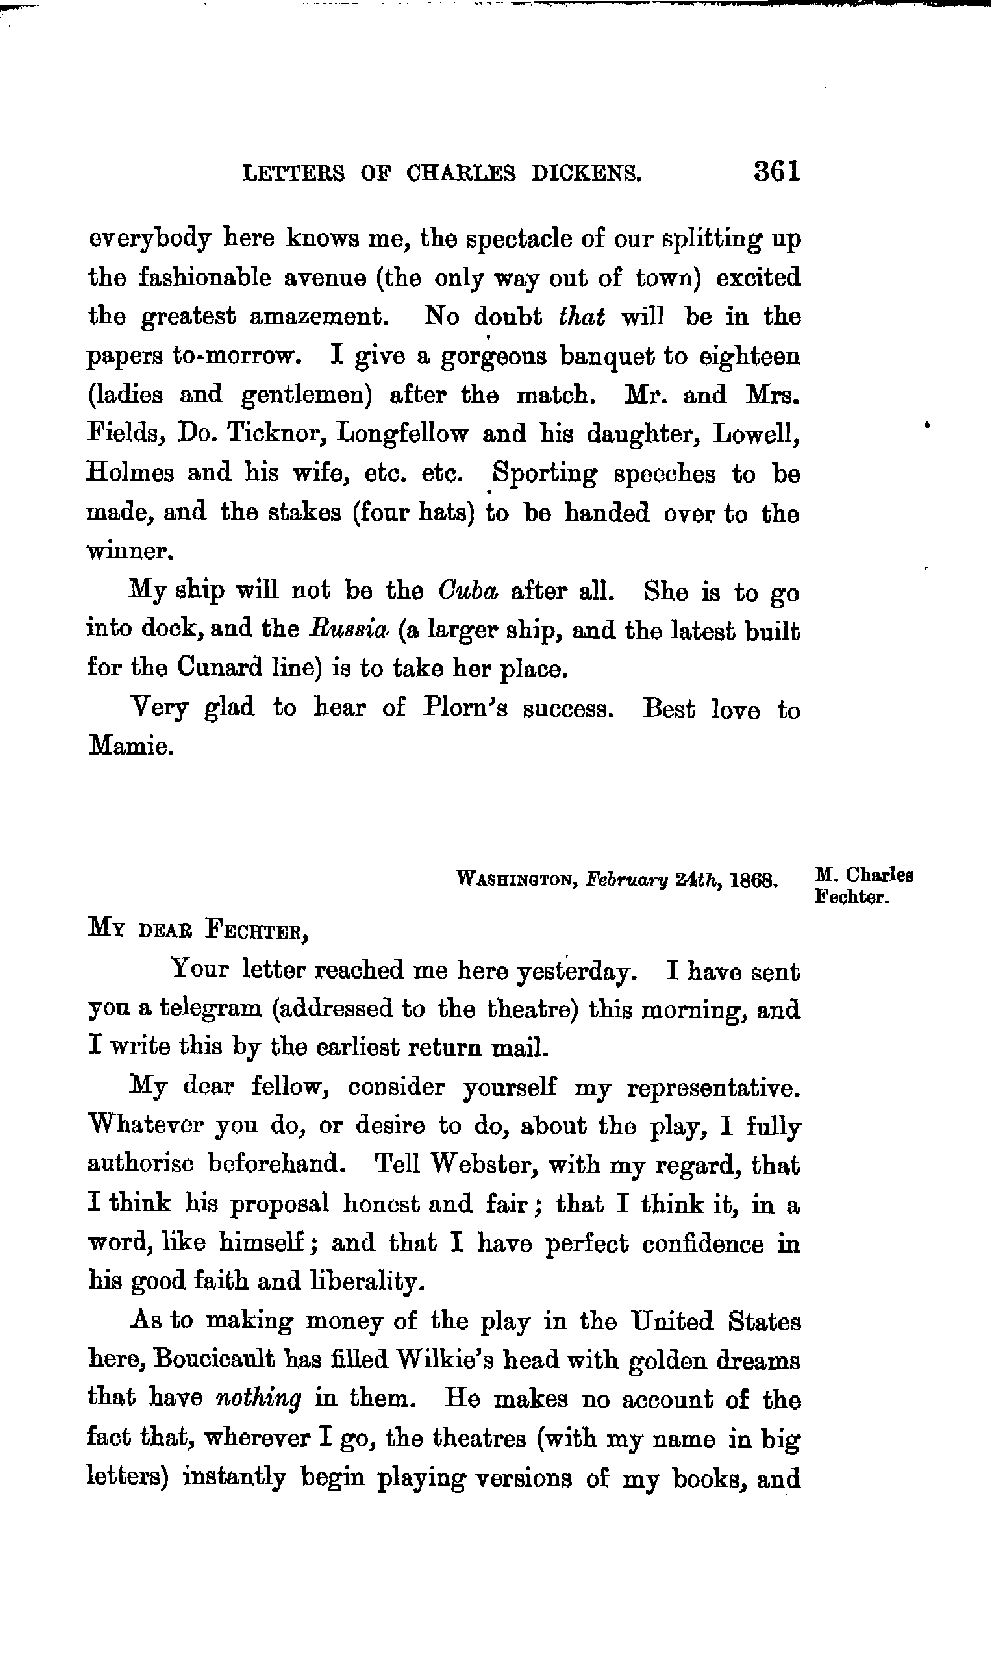 LETTERS OF CHARLES DICKENS. 361
everybody here knows me, the spectacle of our splitting up
the fashionable avenue (the only way out of town) excited
the greatest amazement. No doubt that will be in the
papers to-morrow. I give a gorgeous banquet to eighteen
(ladies and gentlemen) after the match. Mr. and Mrs.
Fields, Do. Ticknor, Longfellow and his daughter, Lowell,
Holmes and his wife, etc. etc. Sporting speeches to be
made, and the stakes (four hats) to be handed over to the
winner.
My ship will not be the Cuba after all. She is to go
into dock, and the Russia (a larger ship, and the latest built
for the Cunard line) is to take her place.
Very glad to hear of Plorn's success. Best love to
Mamie.
WASHINGTON, February 24th, 1868.
M. Charles
Fechter.
MY DEAR FECHTER,
Your letter reached me here yesterday. I have sent
you a telegram (addressed to the theatre) this morning, and
I write this by the earliest return mail.
My dear fellow, consider yourself my representative.
Whatever you do, or desire to do, about the play, I fully
authorise beforehand. Tell Webster, with my regard, that
I think his proposal honest and fair; that I think it, in a
word, like himself; and that I have perfect confidence in
his good faith and liberality.
As to making money of the play in the United States
here, Boucicault has filled Wilkie's head with golden dreams
that have nothing in them. He makes no account of the
fact that, wherever I go, the theatres (with my name in big
letters) instantly begin playing versions of my books, and